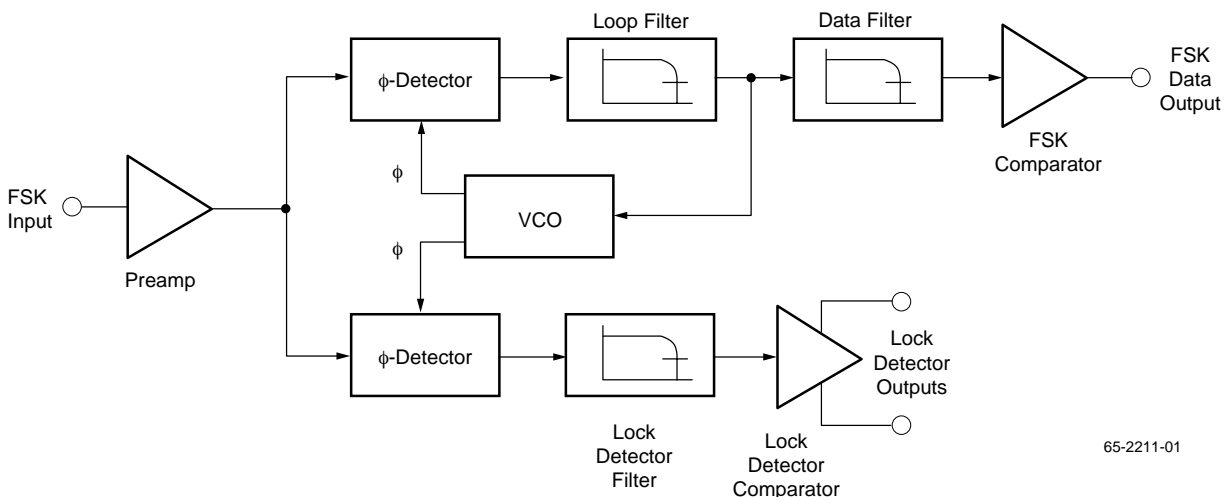 Loop Filter
Data Filter
ϕ-Detector
FSK
Data
Output
FSK
Comparator
ϕ
FSK
Input
VCO
Preamp
ϕ
ϕ-Detector
Lock
Detector
Outputs
Lock
Detector
Filter
Lock
Detector
Comparator
65-2211-01